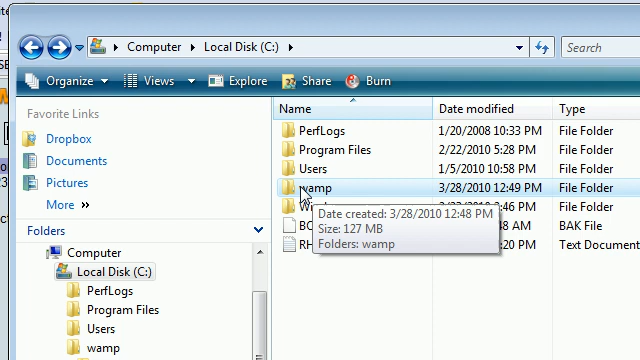 Computer ▸ Local Disk (C:) ▸
Search
Organize Views Explore Share Burn
Favorite Links
Dropbox
Documents
Pictures
More »
Folders
Computer
Local Disk (C:)
PerfLogs
Program Files
Users
wamp
Name Date modified Type
PerfLogs 1/20/2008 10:33 PM File Folder
Program Files 2/22/2010 5:28 PM File Folder
Users 1/5/2010 10:58 PM File Folder
wamp 3/28/2010 12:49 PM File Folder
File Folder
48 AM BAK File
:20 PM Text Document
Date created: 3/28/2010 12:48 PM
Size: 127 MB
Folders: wamp